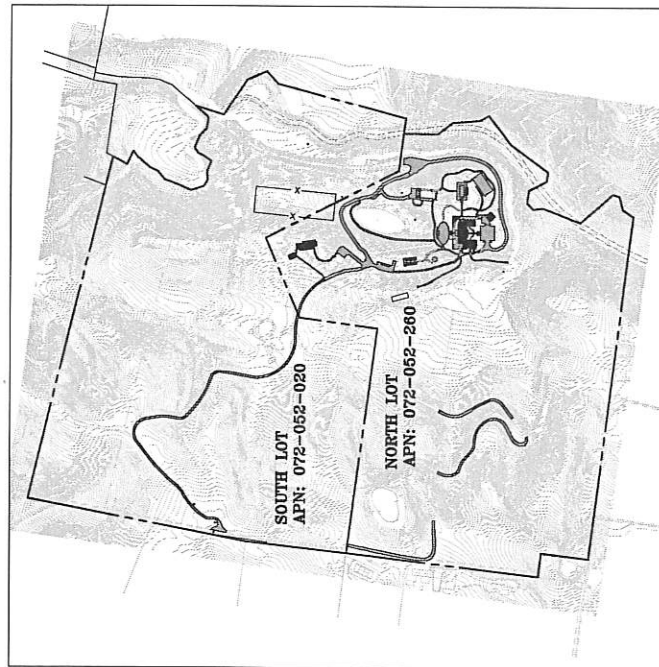 SOUTH LOT
APN: 072-052-020
NORTH LOT
APN: 072-052-260
x
x